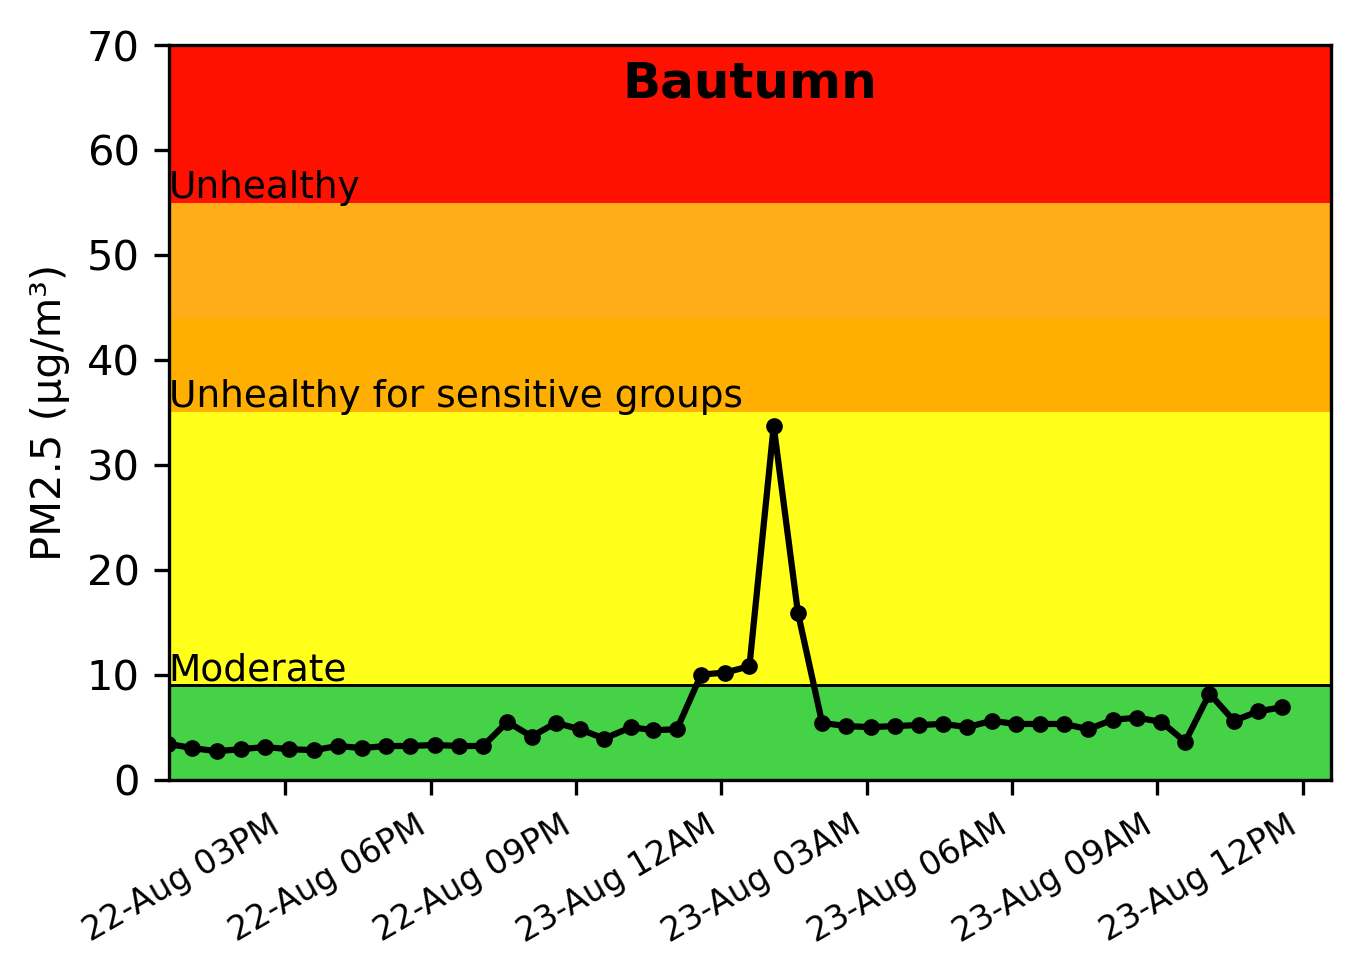 Bautumn
70
60
50
40
30
20
10
0
PM2.5 (µg/m³)
Unhealthy
Unhealthy for sensitive groups
Moderate
22-Aug 03PM
22-Aug 06PM
22-Aug 09PM
23-Aug 12AM
23-Aug 03AM
23-Aug 06AM
23-Aug 09AM
23-Aug 12PM